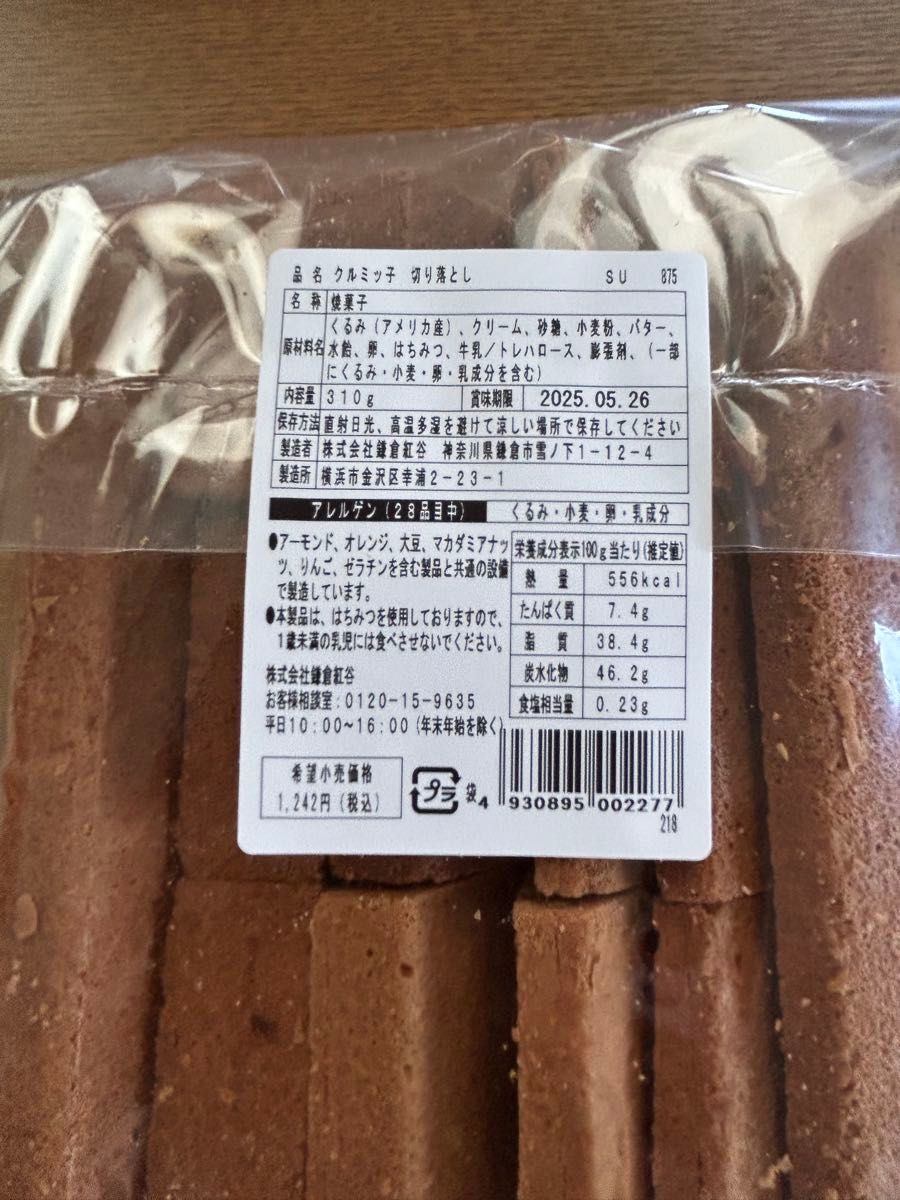 品名 クルミッ子 切り落とし SU 875
名称 焼菓子
原材料名 くるみ(アメリカ産)、クリーム、砂糖、小麦粉、バター、
水飴、卵、はちみつ、牛乳/トレハロース、膨張剤、(一部
にくるみ・小麦・卵・乳成分を含む)
内容量 310g 賞味期限 2025.05.26
保存方法 直射日光、高温多湿を避けて涼しい場所で保存してください
製造者 株式会社鎌倉紅谷 神奈川県鎌倉市雪ノ下1-12-4
製造所 横浜市金沢区幸浦2-23-1
アレルゲン(28品目中) くるみ・小麦・卵・乳成分
●アーモンド、オレンジ、大豆、マカダミアナッ
ツ、りんご、ゼラチンを含む製品と共通の設備
で製造しています。
●本製品は、はちみつを使用しておりますので、
1歳未満の乳児には食べさせないでください。
株式会社鎌倉紅谷
お客様相談室:0120-15-9635
平日10:00~16:00(年末年始を除く)
栄養成分表示100g当たり(推定値)
熱量 556kcal
たんぱく質 7.4g
脂質 38.4g
炭水化物 46.2g
食塩相当量 0.23g
希望小売価格
1,242円(税込)
プラ 袋
4 930895 002277
218